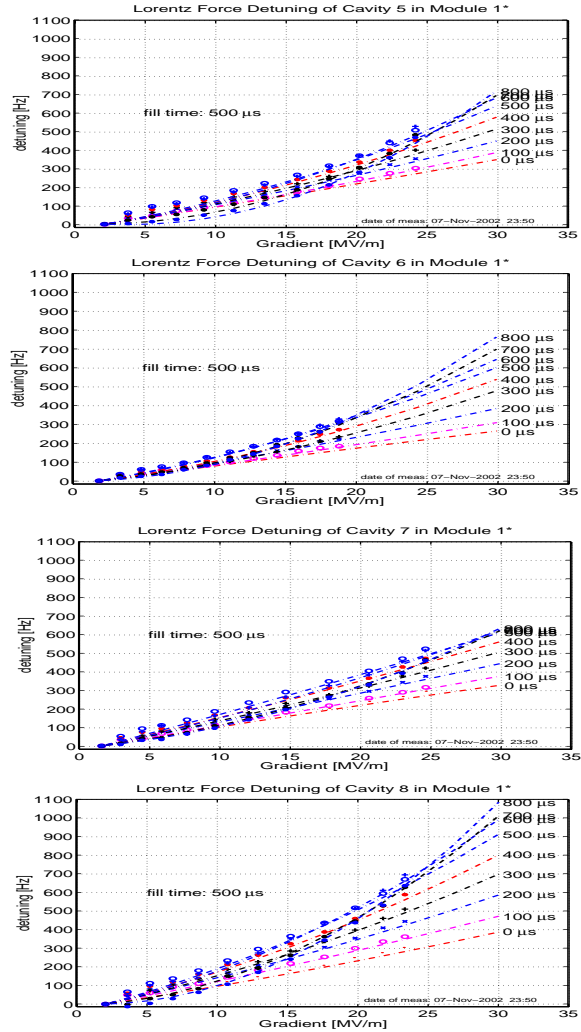 Lorentz Force Detuning of Cavity 5 in Module 1*
1100
1000
900
800
700
600
500
400
300
200
100
0
detuning [Hz]
fill time: 500 µs
800 µs
500 µs
400 µs
300 µs
200 µs
100 µs
0 µs
date of meas: 07-Nov-2002 23:50
0 5 10 15 20 25 30 35
Gradient [MV/m]
Lorentz Force Detuning of Cavity 6 in Module 1*
1100
1000
900
800
700
600
500
400
300
200
100
0
detuning [Hz]
fill time: 500 µs
800 µs
700 µs
600 µs
500 µs
400 µs
300 µs
200 µs
100 µs
0 µs
date of meas: 07-Nov-2002 23:50
0 5 10 15 20 25 30 35
Gradient [MV/m]
Lorentz Force Detuning of Cavity 7 in Module 1*
1100
1000
900
800
700
600
500
400
300
200
100
0
detuning [Hz]
fill time: 500 µs
400 µs
300 µs
200 µs
100 µs
0 µs
date of meas: 07-Nov-2002 23:50
0 5 10 15 20 25 30 35
Gradient [MV/m]
Lorentz Force Detuning of Cavity 8 in Module 1*
1100
1000
900
800
700
600
500
400
300
200
100
0
detuning [Hz]
fill time: 500 µs
800 µs
700 µs
600 µs
500 µs
400 µs
300 µs
200 µs
100 µs
0 µs
date of meas: 07-Nov-2002 23:50
0 5 10 15 20 25 30 35
Gradient [MV/m]